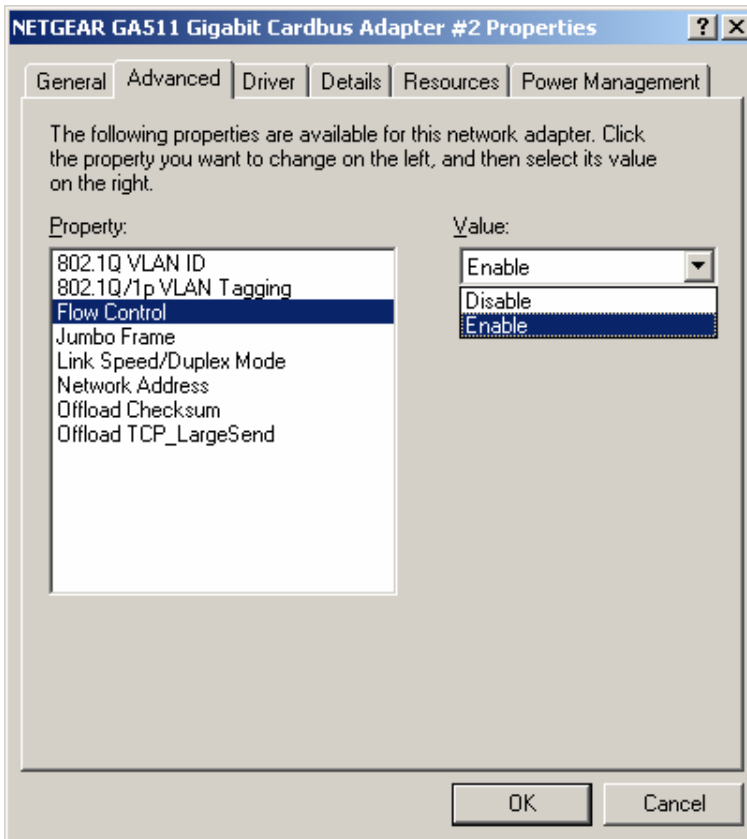 NETGEAR GA511 Gigabit Cardbus Adapter #2 Properties
General Advanced Driver Details Resources Power Management
The following properties are available for this network adapter. Click
the property you want to change on the left, and then select its value
on the right.
Property:
802.1Q VLAN ID
802.1Q/1p VLAN Tagging
Flow Control
Jumbo Frame
Link Speed/Duplex Mode
Network Address
Offload Checksum
Offload TCP_LargeSend
Value:
Enable
Disable
Enable
OK Cancel